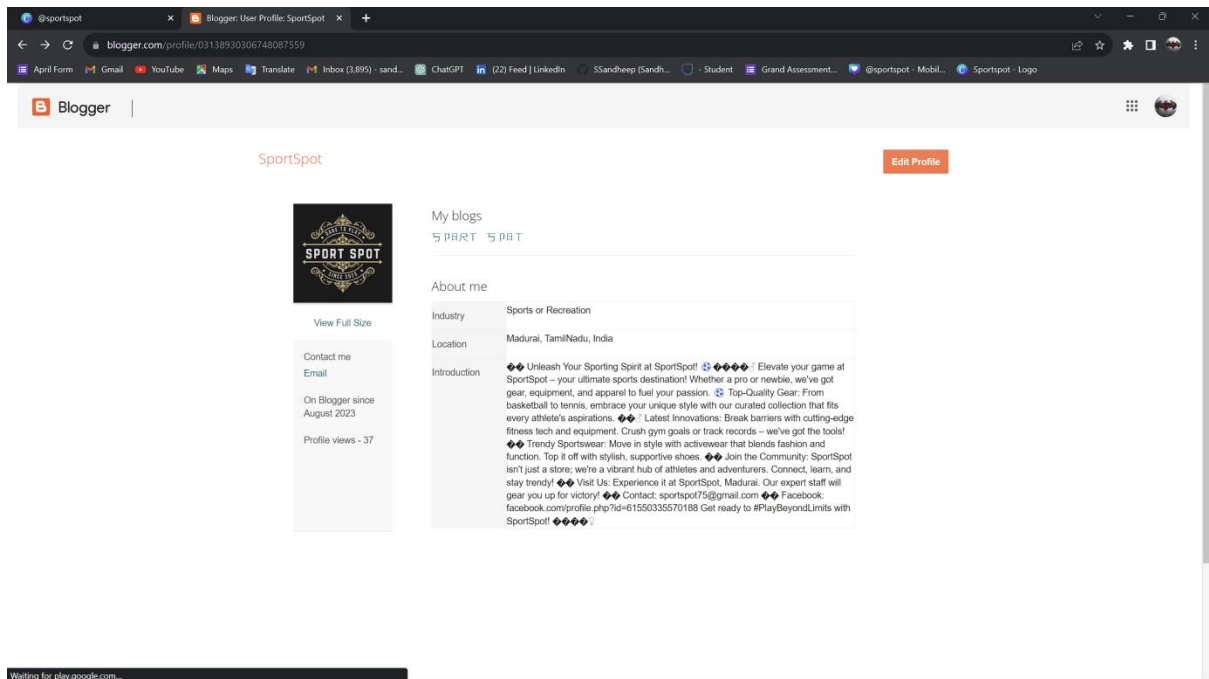 @sportspot
Blogger: User Profile: SportSpot
blogger.com/profile/03138930306748087559
April Form Gmail YouTube Maps Translate Inbox (3,895) - sand... ChatGPT (22) Feed | LinkedIn SSandheep (Sandh... - Student Grand Assessment... @sportspot - Mobil... Sportspot - Logo
Blogger
SportSpot
Edit Profile
DARE TO PLAY
SPORT SPOT
SINCE 2023
View Full Size
Contact me
Email
On Blogger since
August 2023
Profile views - 37
My blogs
SPORT SPOT
About me
Industry Sports or Recreation
Location Madurai, TamilNadu, India
Introduction �� Unleash Your Sporting Spirit at SportSpot! ⚽ ����♂ Elevate your game at
SportSpot – your ultimate sports destination! Whether a pro or newbie, we've got
gear, equipment, and apparel to fuel your passion. ⚽ Top-Quality Gear: From
basketball to tennis, embrace your unique style with our curated collection that fits
every athlete's aspirations. ��♂ Latest Innovations: Break barriers with cutting-edge
fitness tech and equipment. Crush gym goals or track records – we've got the tools!
�� Trendy Sportswear: Move in style with activewear that blends fashion and
function. Top it off with stylish, supportive shoes. �� Join the Community: SportSpot
isn't just a store; we're a vibrant hub of athletes and adventurers. Connect, learn, and
stay trendy! �� Visit Us: Experience it at SportSpot, Madurai. Our expert staff will
gear you up for victory! �� Contact: sportspot75@gmail.com �� Facebook:
facebook.com/profile.php?id=61550335570188 Get ready to #PlayBeyondLimits with
SportSpot! ����♀
Waiting for play.google.com...